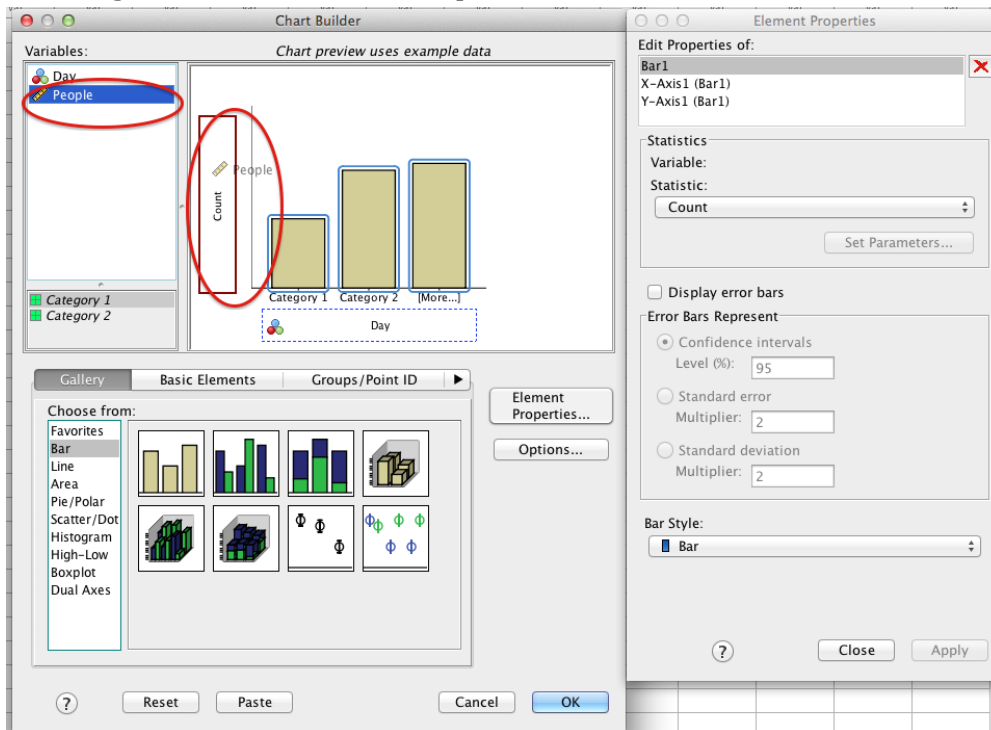 Chart Builder
Variables:
Chart preview uses example data
Day
People
Category 1
Category 2
People
Count
Category 1 Category 2 [More...]
Day
Gallery Basic Elements Groups/Point ID
Choose from:
Favorites
Bar
Line
Area
Pie/Polar
Scatter/Dot
Histogram
High-Low
Boxplot
Dual Axes
Element
Properties...
Options...
? Reset Paste Cancel OK
Element Properties
Edit Properties of:
Bar1
X-Axis1 (Bar1)
Y-Axis1 (Bar1)
Statistics
Variable:
Statistic:
Count
Set Parameters...
Display error bars
Error Bars Represent
Confidence intervals
Level (%): 95
Standard error
Multiplier: 2
Standard deviation
Multiplier: 2
Bar Style:
Bar
? Close Apply